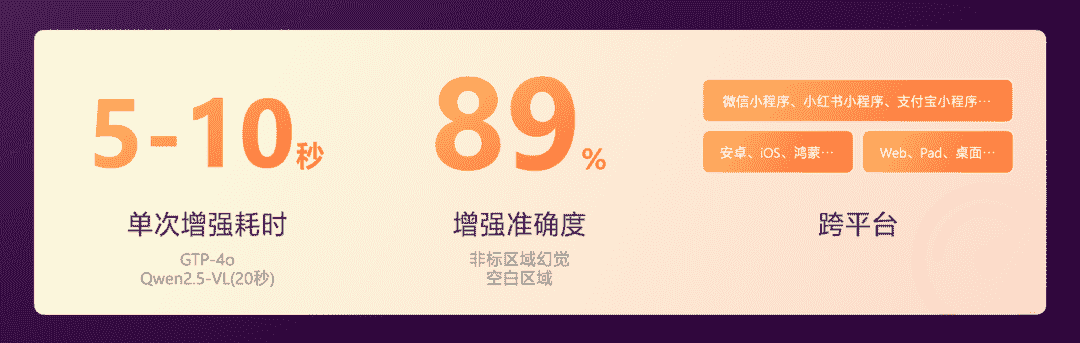 5-10秒
单次增强耗时
GTP-4o
Qwen2.5-VL(20秒)
89%
增强准确度
非标区域幻觉
空白区域
微信小程序、小红书小程序、支付宝小程序…
安卓、iOS、鸿蒙…
Web、Pad、桌面…
跨平台